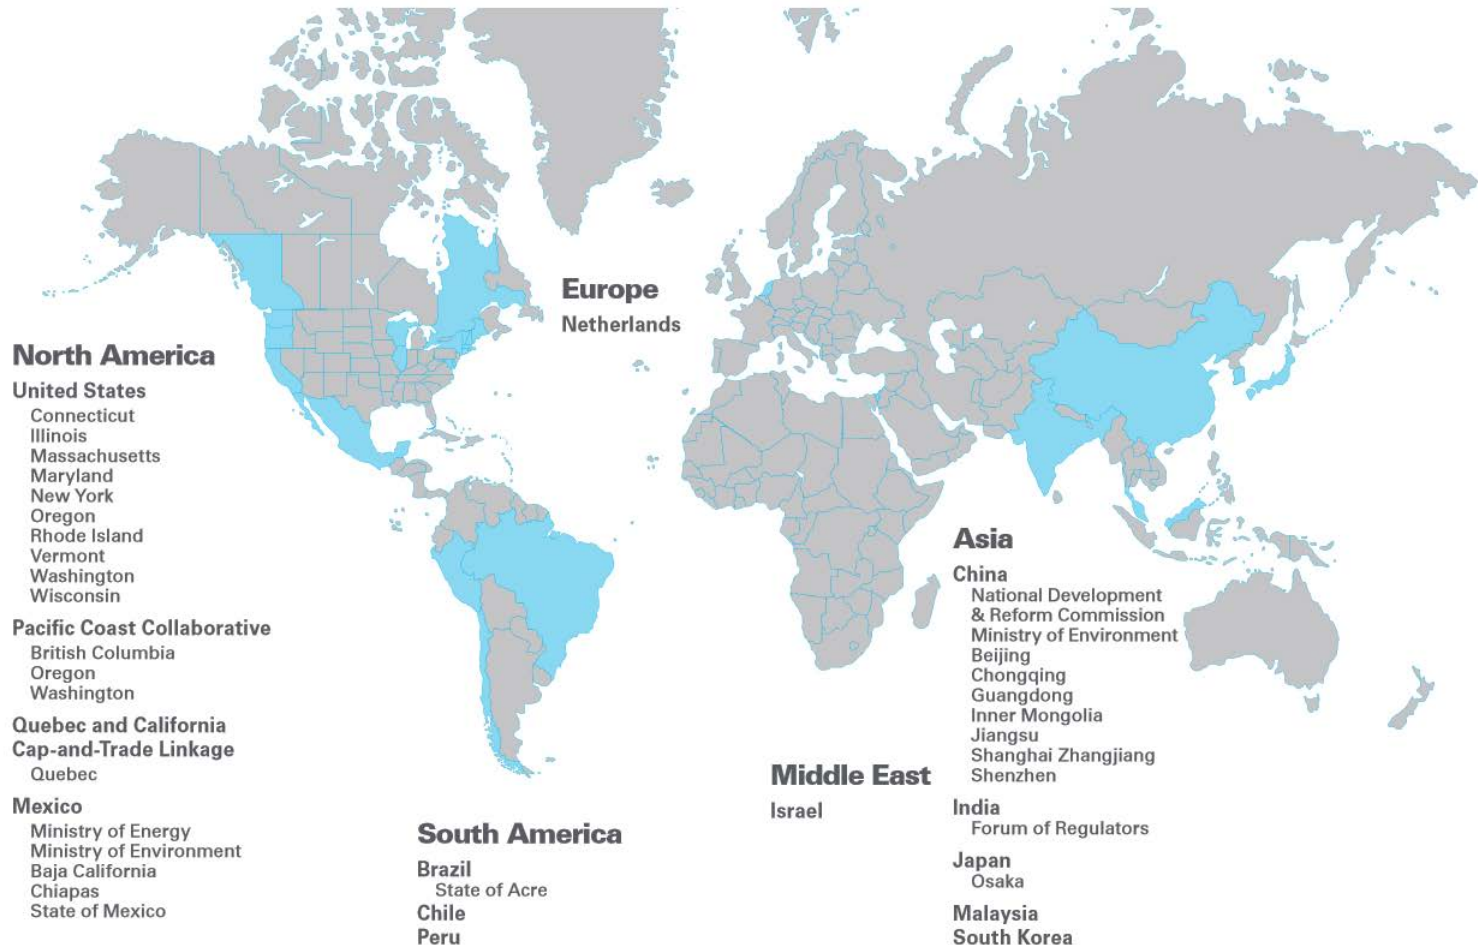 North America
United States
Connecticut
Illinois
Massachusetts
Maryland
New York
Oregon
Rhode Island
Vermont
Washington
Wisconsin
Pacific Coast Collaborative
British Columbia
Oregon
Washington
Quebec and California
Cap-and-Trade Linkage
Quebec
Mexico
Ministry of Energy
Ministry of Environment
Baja California
Chiapas
State of Mexico
South America
Brazil
State of Acre
Chile
Peru
Europe
Netherlands
Middle East
Israel
Asia
China
National Development
& Reform Commission
Ministry of Environment
Beijing
Chongqing
Guangdong
Inner Mongolia
Jiangsu
Shanghai Zhangjiang
Shenzhen
India
Forum of Regulators
Japan
Osaka
Malaysia
South Korea